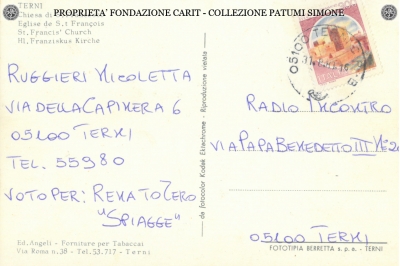 PROPRIETA' FONDAZIONE CARIT - COLLEZIONE PATUMI SIMONE
TERNI
Chiesa di
Eglise de S.t François
St. Francis' Church
Hl. Franziskus Kirche
RUGGIERI NICOLETTA
VIA DELLA CAPINERA 6
05100 TERNI
TEL. 55980
VOTO PER: RENATO ZERO
"SPIAGGE"
Ed. Angeli - Forniture per Tabaccai
Via Roma n. 38 - Tel. 53.717 - Terni
da fotocolor Kodak Ektachrome - Riproduzione vietata
05100 TERNI
RADIO INCONTRO
VIA PAPA BENEDETTO III N°
05100 TERNI
FOTOTIPIA BERRETTA s.p.a. - TERNI